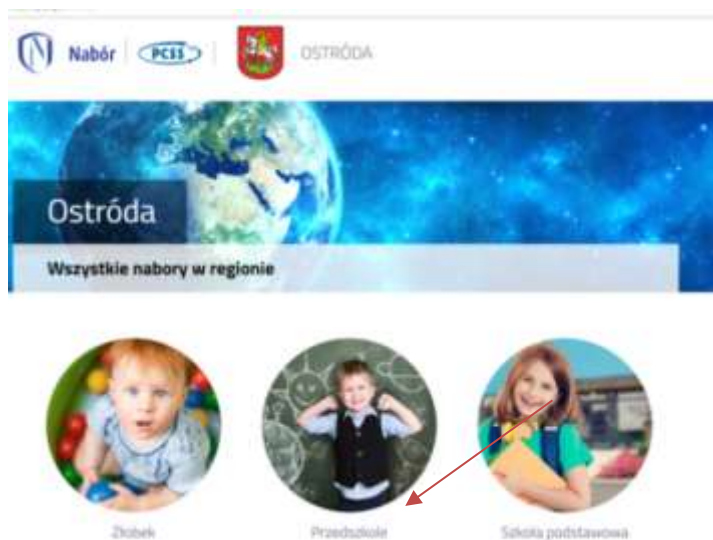 Nabór PCSS OSTRÓDA
Ostróda
Wszystkie nabory w regionie
Żłobek Przedszkole Szkoła podstawowa